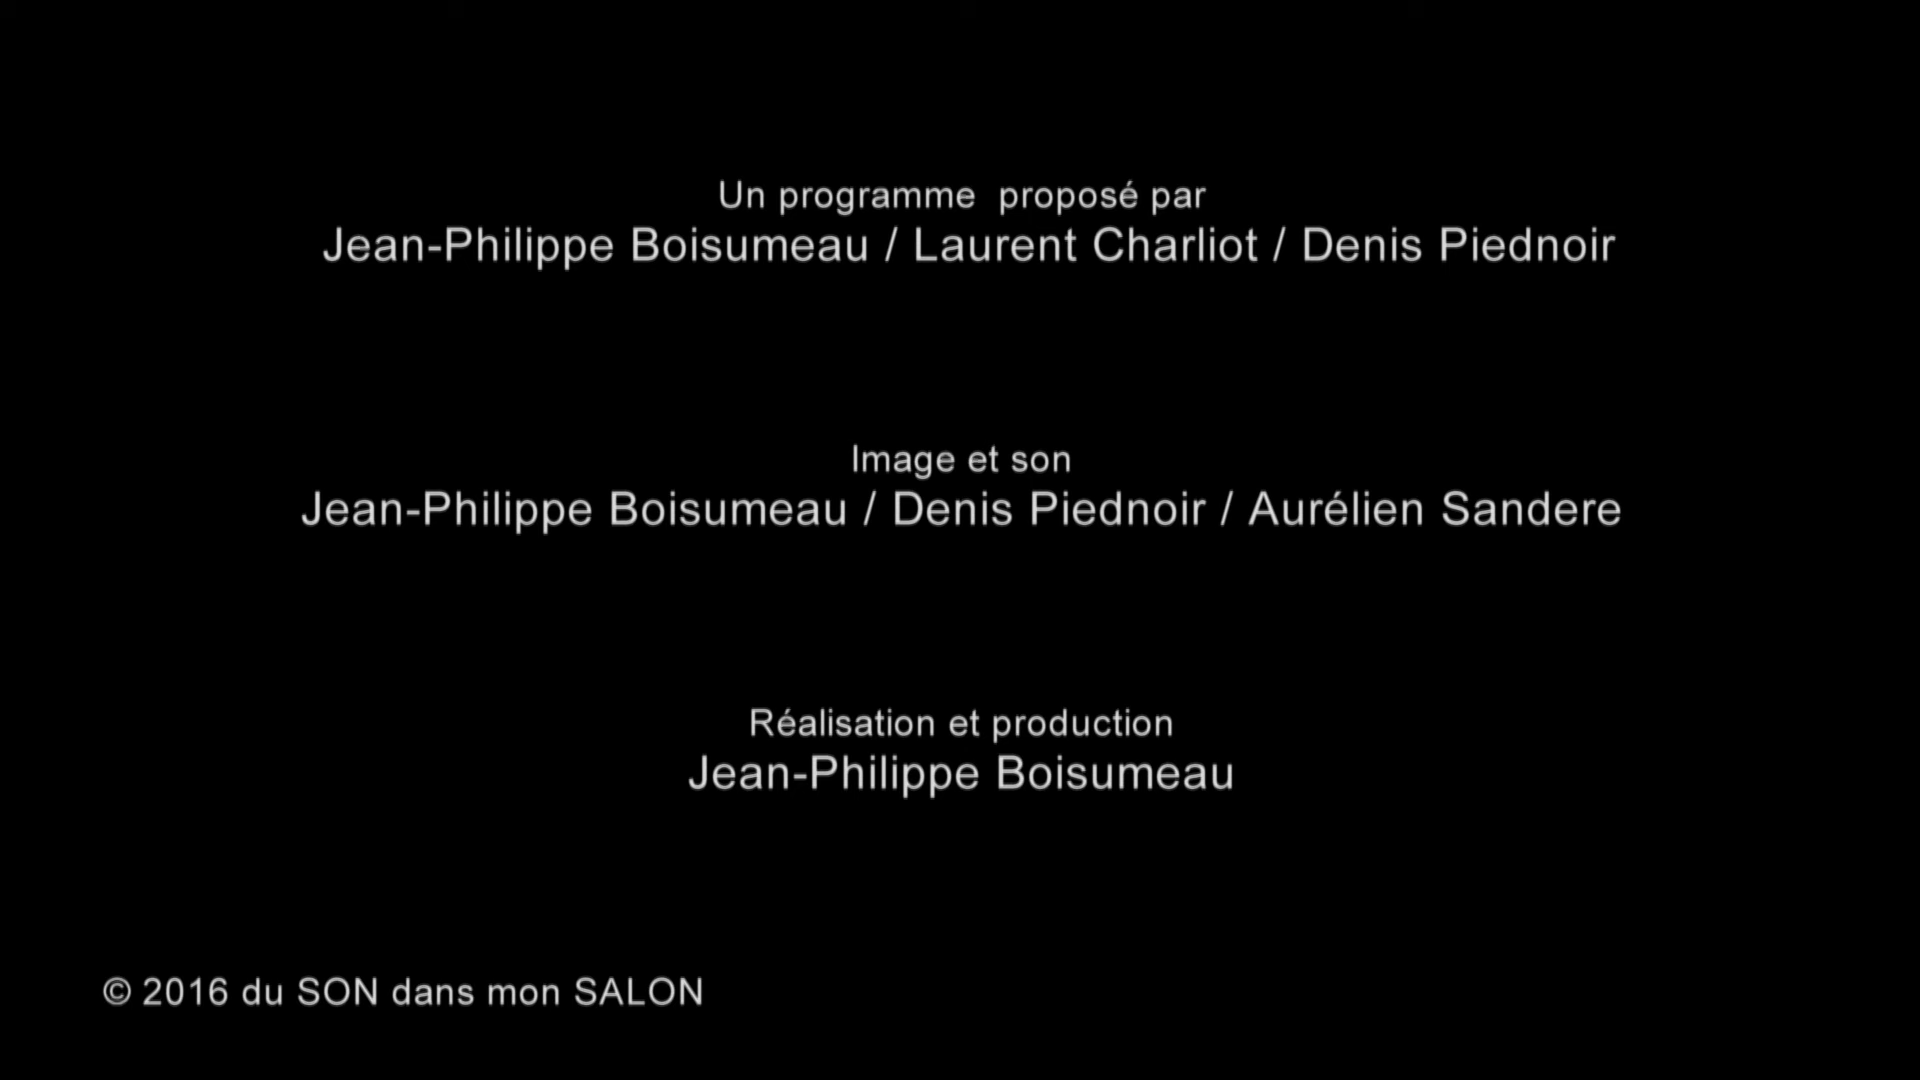 Un programme  proposé par
Jean-Philippe Boisumeau / Laurent Charliot / Denis Piednoir
Image et son
Jean-Philippe Boisumeau / Denis Piednoir / Aurélien Sandere
Réalisation et production
Jean-Philippe Boisumeau
© 2016 du SON dans mon SALON